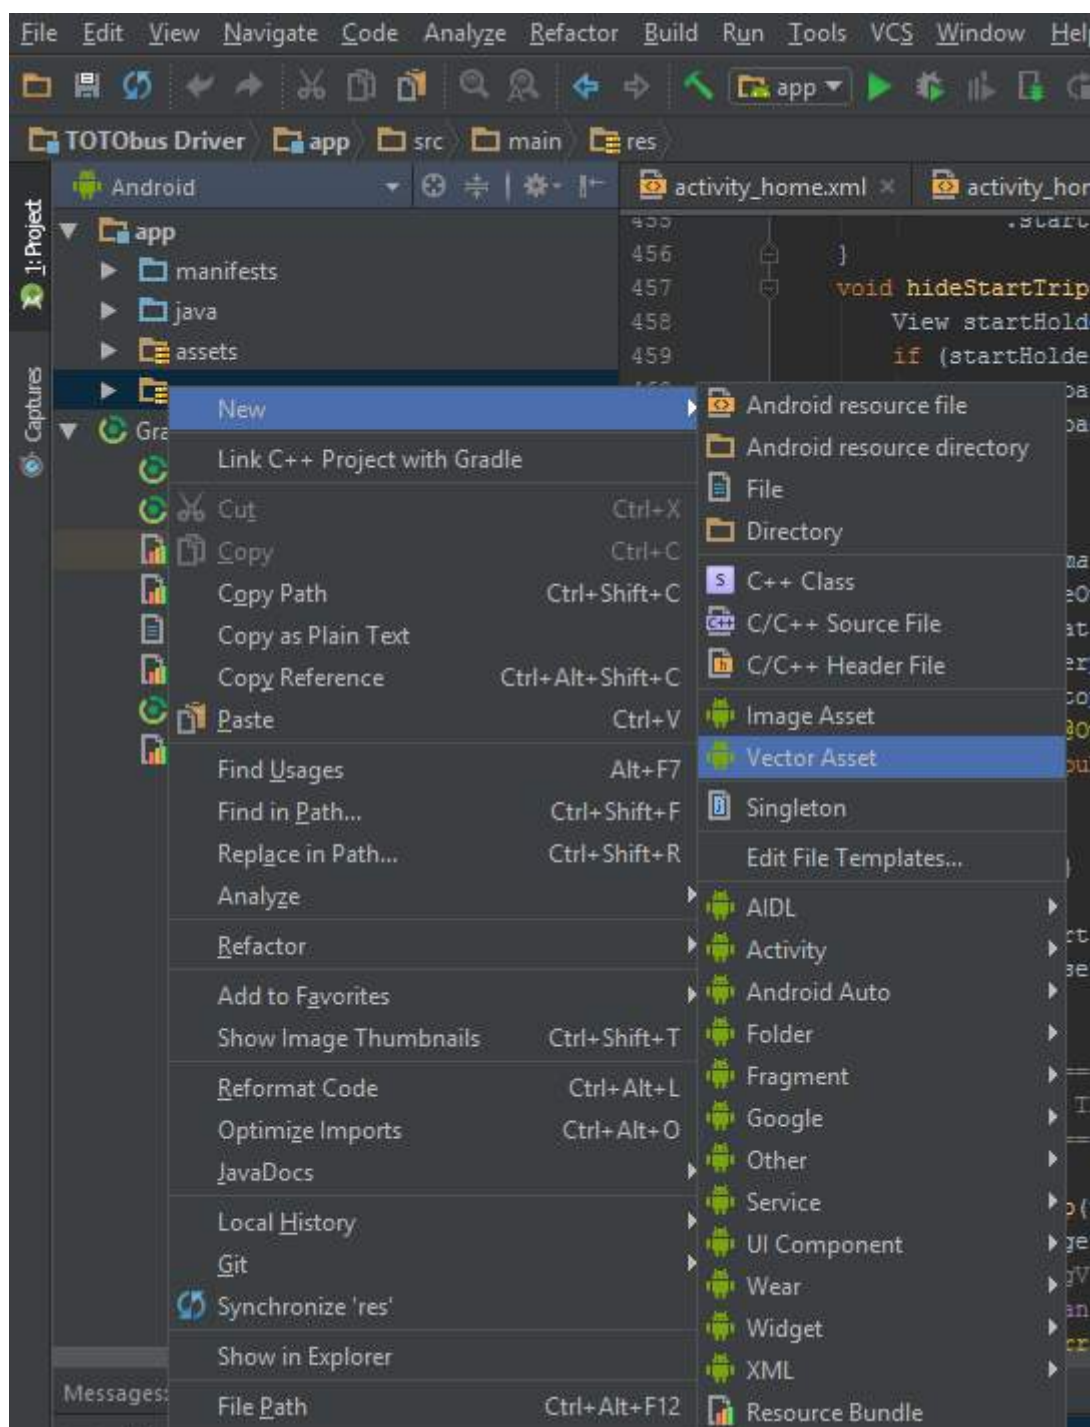 File Edit View Navigate Code Analyze Refactor Build Run Tools VCS Window Help
app
TOTObus Driver app src main res
1: Project
Captures
Android
activity_home.xml
app
manifests
java
assets
455 .start
456 }
457 void hideStartTrip
458 View startHolde
459 if (startHolde
New
Link C++ Project with Gradle
Cut Ctrl+X
Copy Ctrl+C
Copy Path Ctrl+Shift+C
Copy as Plain Text
Copy Reference Ctrl+Alt+Shift+C
Paste Ctrl+V
Find Usages Alt+F7
Find in Path... Ctrl+Shift+F
Replace in Path... Ctrl+Shift+R
Analyze
Refactor
Add to Favorites
Show Image Thumbnails Ctrl+Shift+T
Reformat Code Ctrl+Alt+L
Optimize Imports Ctrl+Alt+O
JavaDocs
Local History
Git
Synchronize 'res'
Show in Explorer
File Path Ctrl+Alt+F12
Android resource file
Android resource directory
File
Directory
C++ Class
C/C++ Source File
C/C++ Header File
Image Asset
Vector Asset
Singleton
Edit File Templates...
AIDL
Activity
Android Auto
Folder
Fragment
Google
Other
Service
UI Component
Wear
Widget
XML
Resource Bundle
Messages: